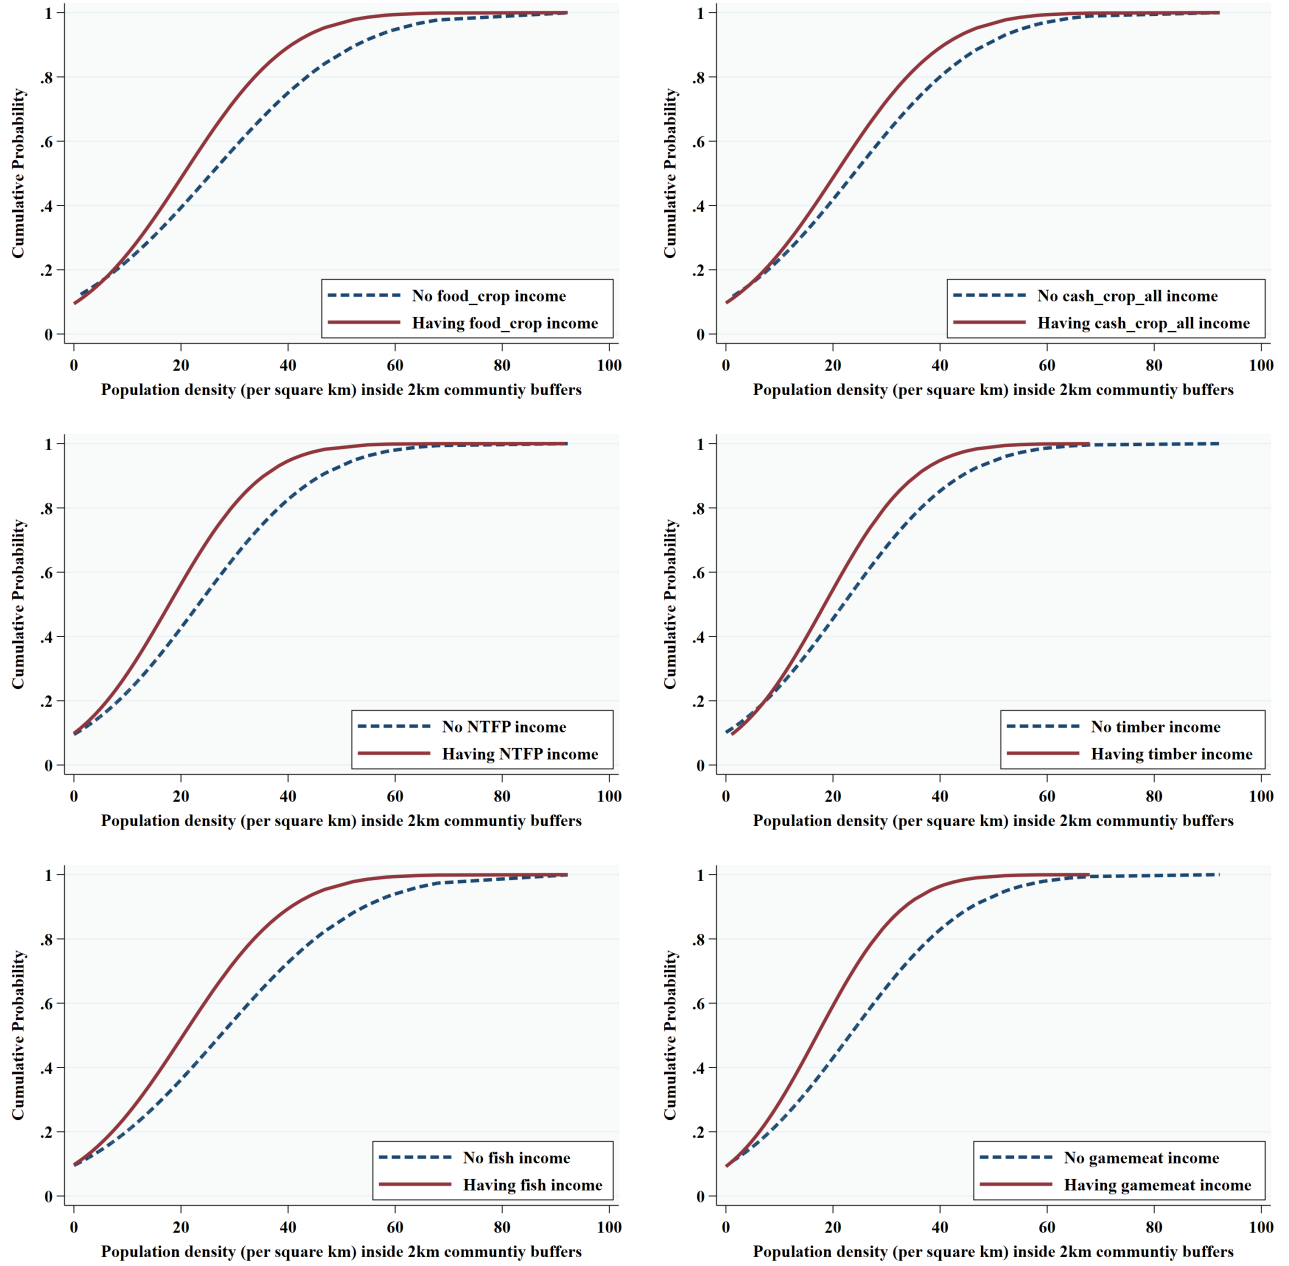 Cumulative Probability
1
.8
.6
.4
.2
0
No food_crop income
Having food_crop income
0 20 40 60 80 100
Population density (per square km) inside 2km communtiy buffers
Cumulative Probability
1
.8
.6
.4
.2
0
No cash_crop_all income
Having cash_crop_all income
0 20 40 60 80 100
Population density (per square km) inside 2km communtiy buffers
Cumulative Probability
1
.8
.6
.4
.2
0
No NTFP income
Having NTFP income
0 20 40 60 80 100
Population density (per square km) inside 2km communtiy buffers
Cumulative Probability
1
.8
.6
.4
.2
0
No timber income
Having timber income
0 20 40 60 80 100
Population density (per square km) inside 2km communtiy buffers
Cumulative Probability
1
.8
.6
.4
.2
0
No fish income
Having fish income
0 20 40 60 80 100
Population density (per square km) inside 2km communtiy buffers
Cumulative Probability
1
.8
.6
.4
.2
0
No gamemeat income
Having gamemeat income
0 20 40 60 80 100
Population density (per square km) inside 2km communtiy buffers